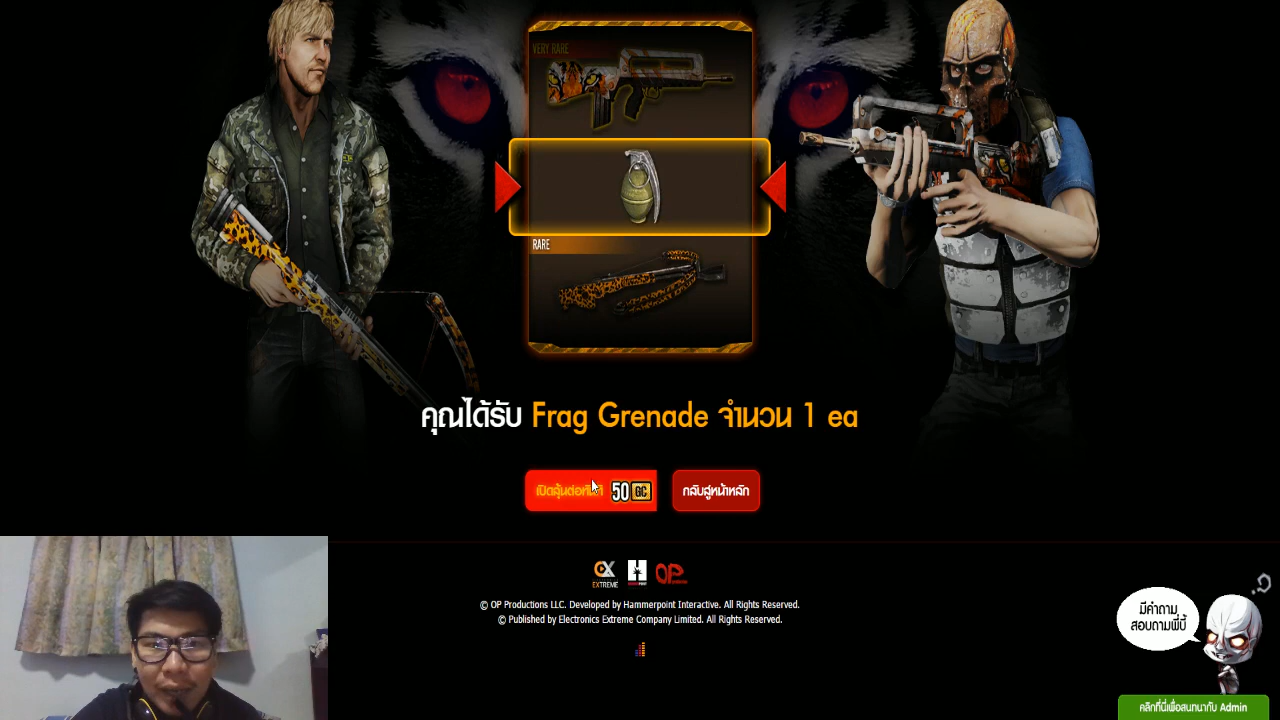 VERY RARE
RARE
คุณได้รับ Frag Grenade จำนวน 1 ea
50 GC
กลับสู่หน้าหลัก
EXTREME
OP
© OP Productions LLC. Developed by Hammerpoint Interactive. All Rights Reserved.
© Published by Electronics Extreme Company Limited. All Rights Reserved.
มีคำถาม
สอบถามพี่บี้
คลิกที่นี่เพื่อสนทนากับ Admin